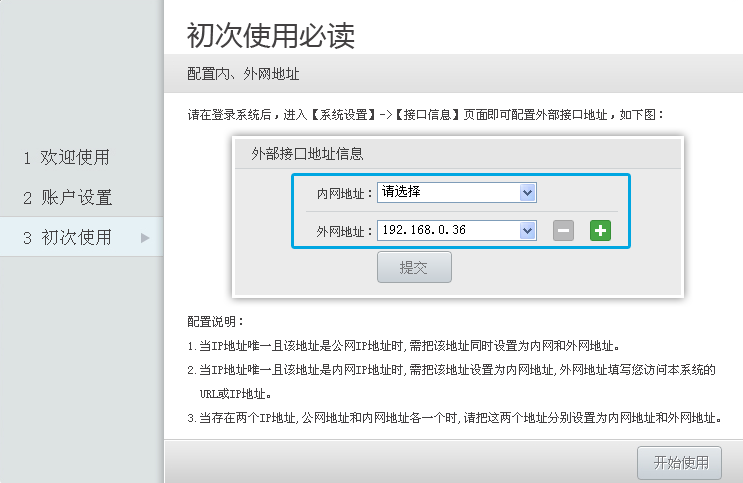 初次使用必读
配置内、外网地址
1 欢迎使用
2 账户设置
3 初次使用
请在登录系统后，进入【系统设置】->【接口信息】页面即可配置外部接口地址，如下图：
外部接口地址信息
内网地址： 请选择
外网地址： 192.168.0.36
提交
配置说明：
1.当IP地址唯一且该地址是公网IP地址时,需把该地址同时设置为内网和外网地址。
2.当IP地址唯一且该地址是内网IP地址时,需把该地址设置为内网地址,外网地址填写您访问本系统的
URL或IP地址。
3.当存在两个IP地址,公网地址和内网地址各一个时,请把这两个地址分别设置为内网地址和外网地址。
开始使用